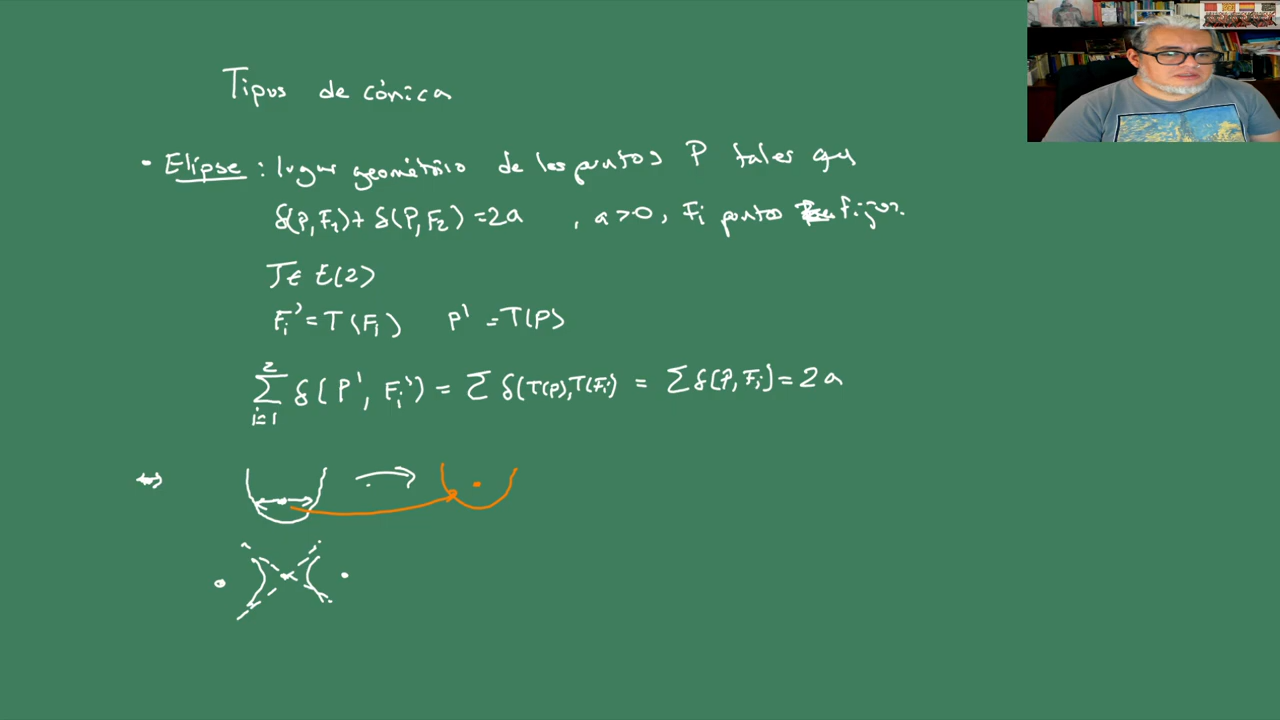 Tipos de cónica
• Elipse : lugar geométrico de los puntos P tales que
δ(P,F₁)+ δ(P,F₂) = 2a , a>0, Fᵢ puntos fijos.
T∈ E(2)
Fᵢ' = T(Fᵢ) P' = T(P)
∑ᵢ₌₁² δ(P', Fᵢ') = ∑ δ(T(P),T(Fᵢ)) = ∑ δ(P,Fᵢ) = 2a